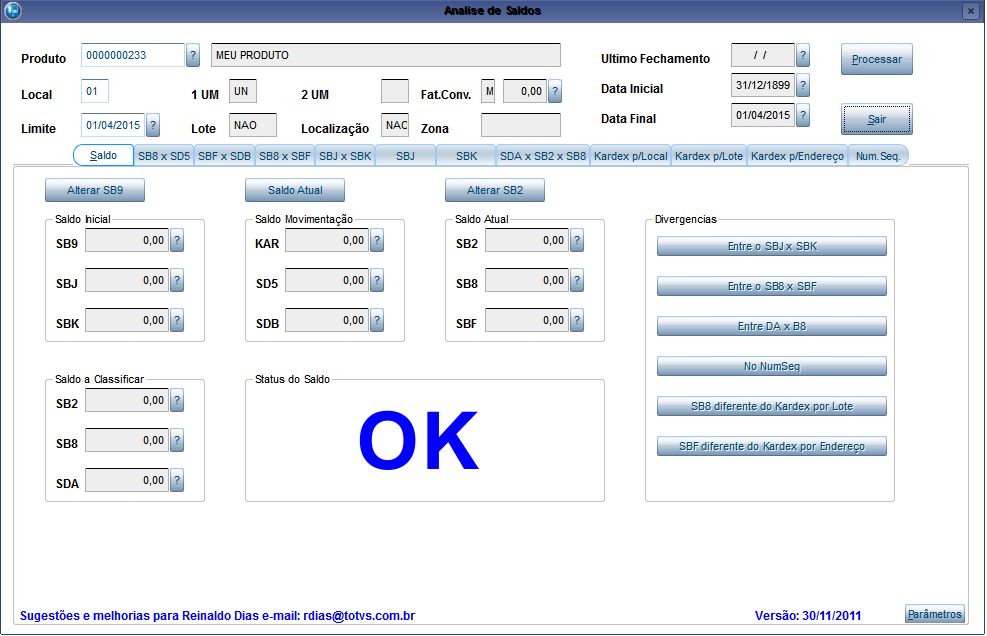 Analise de Saldos
Produto 0000000233 ? MEU PRODUTO Ultimo Fechamento / / ? Processar
Local 01 1 UM UN 2 UM Fat.Conv. M 0,00 ? Data Inicial 31/12/1899 ?
Limite 01/04/2015 ? Lote NAO Localização NAO Zona Data Final 01/04/2015 ? Sair
Saldo SB8 x SD5 SBF x SDB SB8 x SBF SBJ x SBK SBJ SBK SDA x SB2 x SB8 Kardex p/Local Kardex p/Lote Kardex p/Endereço Num.Seq.
Alterar SB9 Saldo Atual Alterar SB2
Saldo Inicial Saldo Movimentação Saldo Atual Divergencias
SB9 0,00 ? KAR 0,00 ? SB2 0,00 ? Entre o SBJ x SBK
SBJ 0,00 ? SD5 0,00 ? SB8 0,00 ? Entre o SB8 x SBF
SBK 0,00 ? SDB 0,00 ? SBF 0,00 ? Entre DA x B8
No NumSeq
Saldo a Classificar Status do Saldo
SB2 0,00 ? SB8 diferente do Kardex por Lote
SB8 0,00 ? OK SBF diferente do Kardex por Endereço
SDA 0,00 ?
Sugestões e melhorias para Reinaldo Dias e-mail: rdias@totvs.com.br Versão: 30/11/2011 Parâmetros